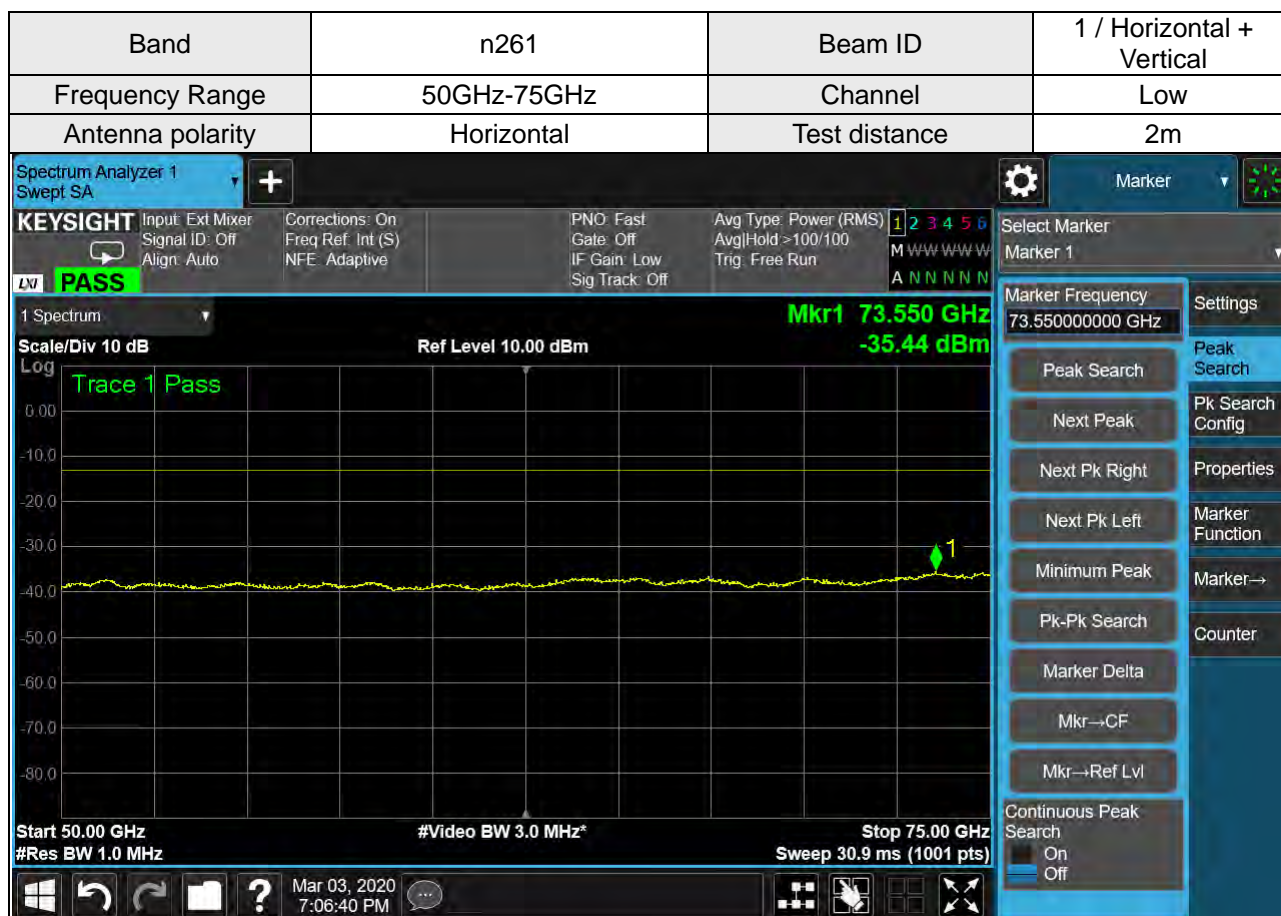 Band n261 Beam ID 1 / Horizontal +
Vertical
Frequency Range 50GHz-75GHz Channel Low
Antenna polarity Horizontal Test distance 2m
Spectrum Analyzer 1
Swept SA
+
Marker
KEYSIGHT
LXI PASS
Input: Ext Mixer
Signal ID: Off
Align: Auto
Corrections: On
Freq Ref: Int (S)
NFE: Adaptive
PNO: Fast
Gate: Off
IF Gain: Low
Sig Track: Off
Avg Type: Power (RMS)
Avg|Hold:>100/100
Trig: Free Run
1 2 3 4 5 6
M W W W W W
A N N N N N
Select Marker
Marker 1
1 Spectrum
Mkr1 73.550 GHz
Scale/Div 10 dB Ref Level 10.00 dBm -35.44 dBm
Log
Trace 1 Pass
0.00
-10.0
-20.0
-30.0
-40.0
-50.0
-60.0
-70.0
-80.0
1
Start 50.00 GHz #Video BW 3.0 MHz* Stop 75.00 GHz
#Res BW 1.0 MHz Sweep 30.9 ms (1001 pts)
Marker Frequency
73.550000000 GHz
Peak Search
Next Peak
Next Pk Right
Next Pk Left
Minimum Peak
Pk-Pk Search
Marker Delta
Mkr→CF
Mkr→Ref Lvl
Continuous Peak
Search
On
Off
Settings
Peak
Search
Pk Search
Config
Properties
Marker
Function
Marker→
Counter
?
Mar 03, 2020
7:06:40 PM